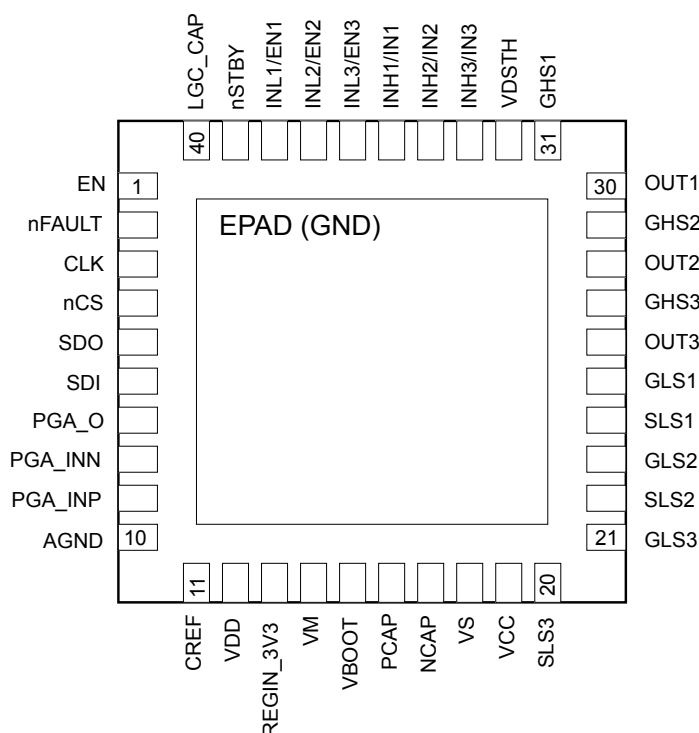 LGC_CAP
nSTBY
INL1/EN1
INL2/EN2
INL3/EN3
INH1/IN1
INH2/IN2
INH3/IN3
VDSTH
GHS1
40
31
EN
1
30
OUT1
nFAULT
GHS2
CLK
OUT2
nCS
GHS3
SDO
OUT3
SDI
GLS1
PGA_O
SLS1
PGA_INN
GLS2
PGA_INP
SLS2
AGND
10
21
GLS3
EPAD (GND)
11
20
CREF
VDD
REGIN_3V3
VM
VBOOT
PCAP
NCAP
VS
VCC
SLS3